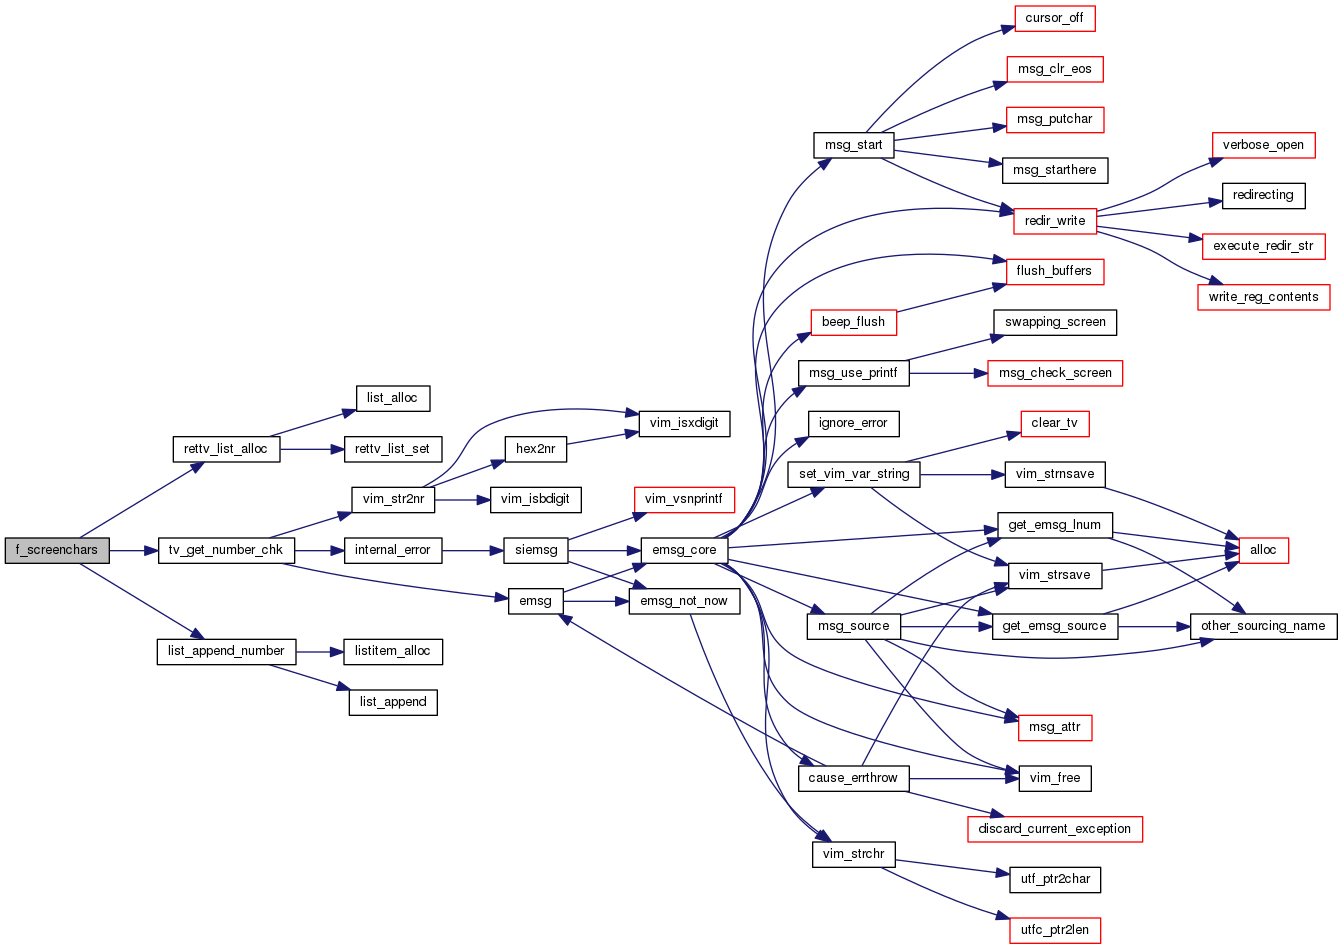 cursor_off
msg_clr_eos
msg_putchar
msg_start
verbose_open
msg_starthere
redirecting
redir_write
execute_redir_str
flush_buffers
write_reg_contents
beep_flush
swapping_screen
msg_use_printf
msg_check_screen
list_alloc
vim_isxdigit
ignore_error
clear_tv
rettv_list_alloc
rettv_list_set
hex2nr
set_vim_var_string
vim_strnsave
vim_str2nr
vim_isbdigit
vim_vsnprintf
get_emsg_lnum
f_screenchars
tv_get_number_chk
internal_error
siemsg
emsg_core
alloc
vim_strsave
emsg
emsg_not_now
msg_source
get_emsg_source
other_sourcing_name
list_append_number
listitem_alloc
list_append
msg_attr
cause_errthrow
vim_free
discard_current_exception
vim_strchr
utf_ptr2char
utfc_ptr2len